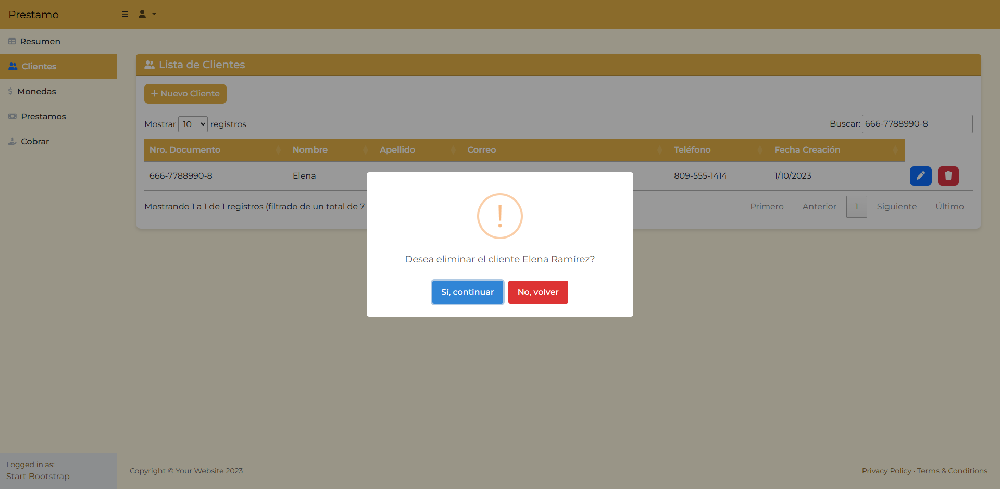 Prestamo
Resumen
Clientes
Monedas
Prestamos
Cobrar
Lista de Clientes
Nuevo Cliente
Mostrar 10 registros
Buscar: 666-7788990-8
Nro. Documento Nombre Apellido Correo Teléfono Fecha Creación
666-7788990-8 Elena 809-555-1414 1/10/2023
Mostrando 1 a 1 de 1 registros (filtrado de un total de 7
Primero Anterior 1 Siguiente Último
Desea eliminar el cliente Elena Ramírez?
Sí, continuar No, volver
Logged in as:
Start Bootstrap
Copyright © Your Website 2023
Privacy Policy · Terms & Conditions